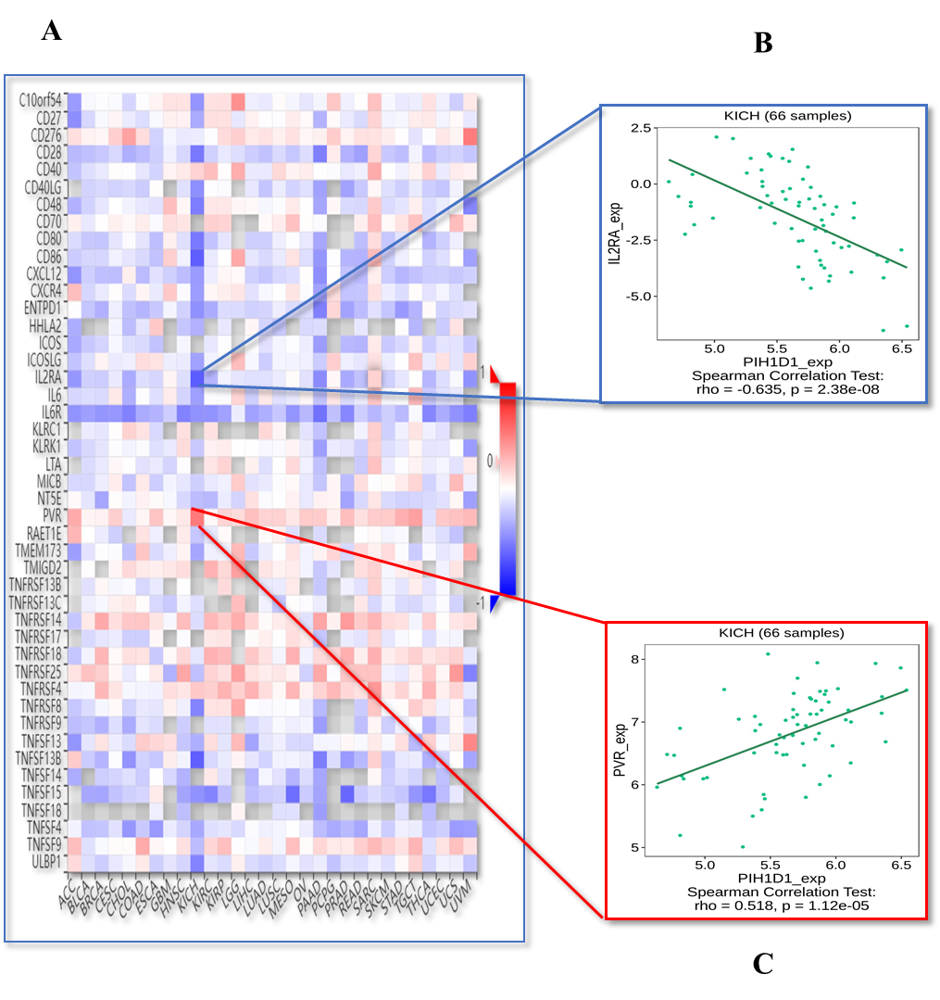 A
B
C10orf54
CD27
CD276
CD28
CD40
CD40LG
CD48
CD70
CD80
CD86
CXCL12
CXCR4
ENTPD1
HHLA2
ICOS
ICOSLG
IL2RA
IL6
IL6R
KLRC1
KLRK1
LTA
MICB
NT5E
PVR
RAET1E
TMEM173
TMIGD2
TNFRSF13B
TNFRSF13C
TNFRSF14
TNFRSF17
TNFRSF18
TNFRSF25
TNFRSF4
TNFRSF8
TNFRSF9
TNFSF13
TNFSF13B
TNFSF14
TNFSF15
TNFSF18
TNFSF4
TNFSF9
ULBP1
ACC BLCA BRCA CESC CHOL COAD ESCA GBM HNSC KICH KIRC KIRP LGG LIHC LUAD LUSC MESO OV PAAD PCPG PRAD READ SARC SKCM STAD TGCT THCA UCEC UCS UVM
1
0
-1
KICH (66 samples)
IL2RA_exp
2.5
0.0
-2.5
-5.0
5.0 5.5 6.0 6.5
PIH1D1_exp
Spearman Correlation Test:
rho = -0.635, p = 2.38e-08
KICH (66 samples)
PVR_exp
8
7
6
5
5.0 5.5 6.0 6.5
PIH1D1_exp
Spearman Correlation Test:
rho = 0.518, p = 1.12e-05
C